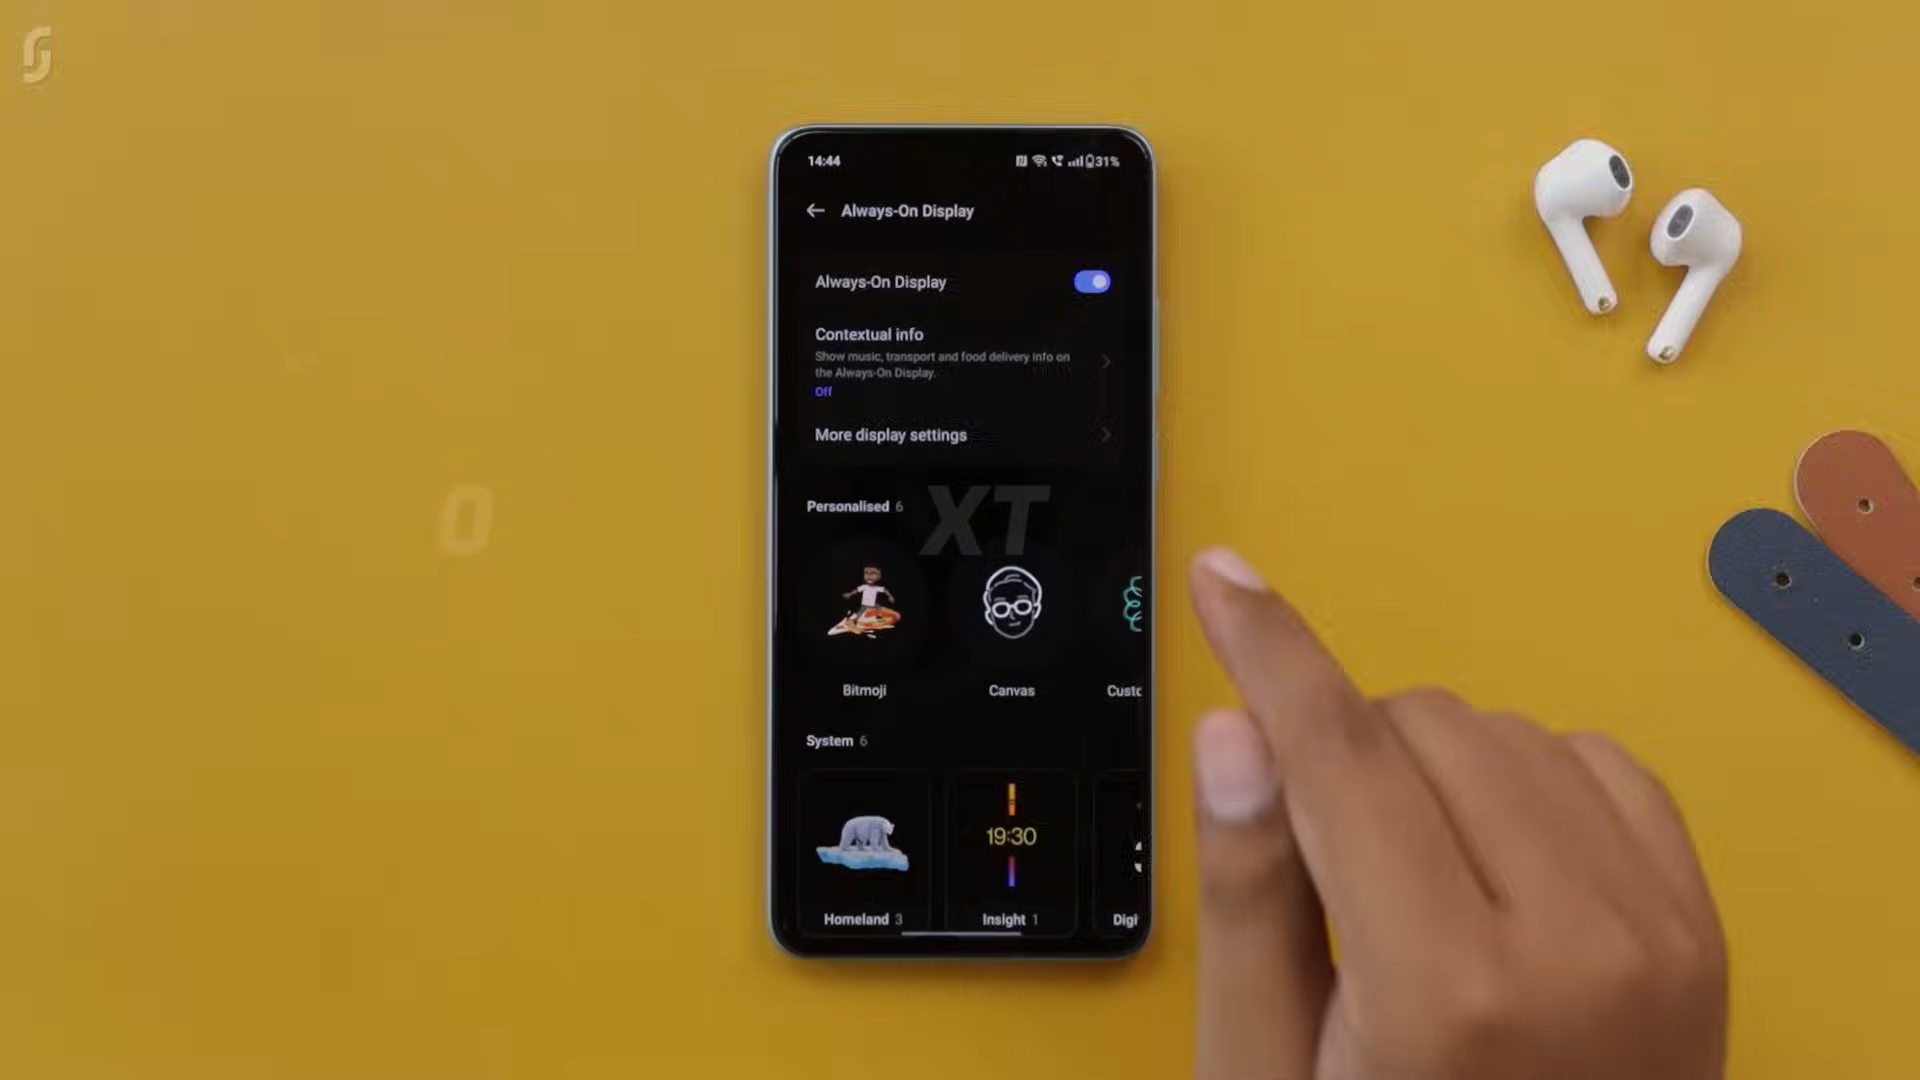 14:44 31%
Always-On Display
Always-On Display
Contextual info
Show music, transport and food delivery info on
the Always-On Display.
Off
More display settings
Personalised 6
O XT
Bitmoji Canvas Custo
System 6
19:30
Homeland 3 Insight 1 Digi